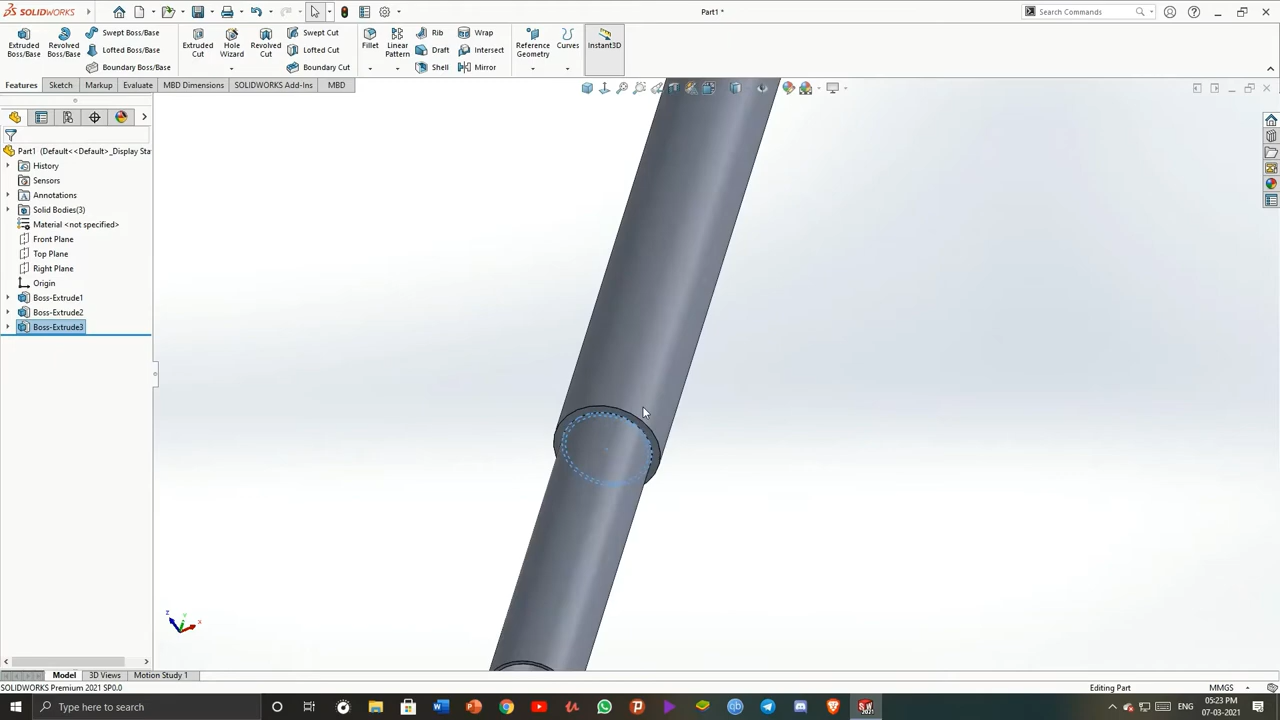 SOLIDWORKS
Part1 *
Search Commands
Extruded Boss/Base
Revolved Boss/Base
Swept Boss/Base
Lofted Boss/Base
Boundary Boss/Base
Extruded Cut
Hole Wizard
Revolved Cut
Swept Cut
Lofted Cut
Boundary Cut
Fillet
Linear Pattern
Rib
Draft
Shell
Wrap
Intersect
Mirror
Reference Geometry
Curves
Instant3D
Features
Sketch
Markup
Evaluate
MBD Dimensions
SOLIDWORKS Add-Ins
MBD
Part1 (Default<<Default>_Display Sta
History
Sensors
Annotations
Solid Bodies(3)
Material <not specified>
Front Plane
Top Plane
Right Plane
Origin
Boss-Extrude1
Boss-Extrude2
Boss-Extrude3
z
y
x
Model
3D Views
Motion Study 1
SOLIDWORKS Premium 2021 SP0.0
Editing Part
MMGS
Type here to search
ENG
05:23 PM
07-03-2021